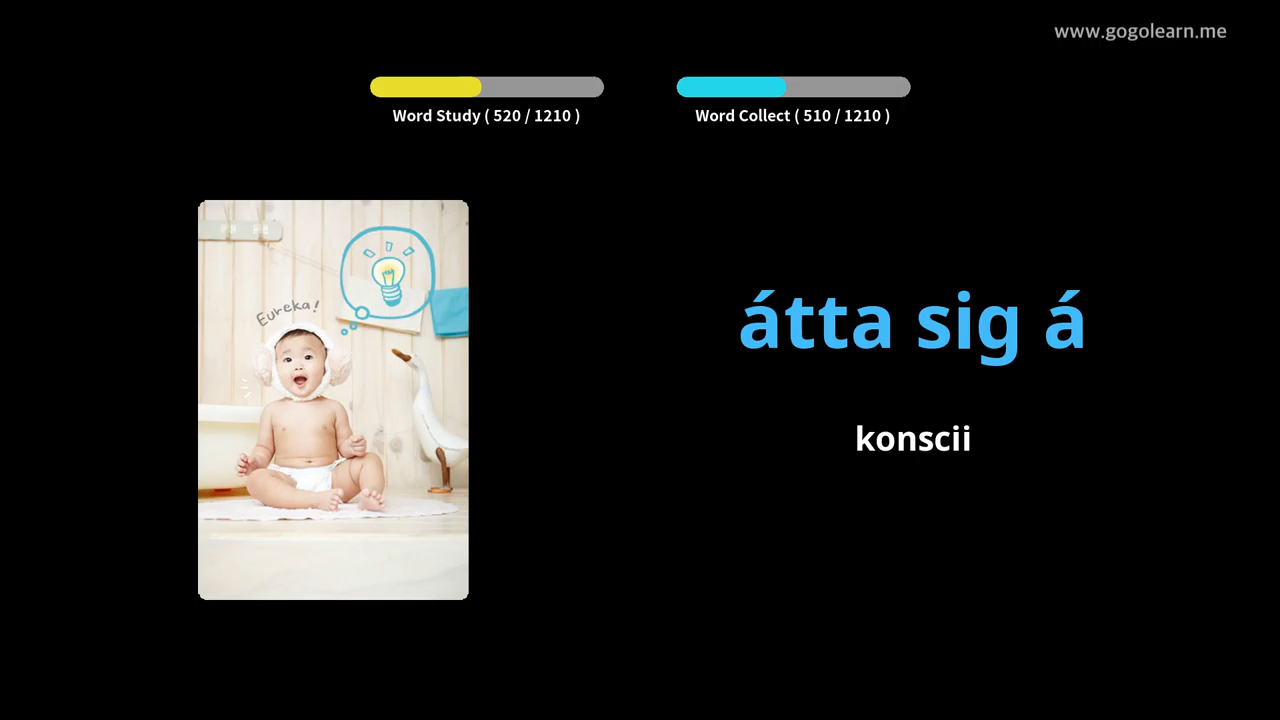 www.gogolearn.me
Word Study ( 520 / 1210 )
Word Collect ( 510 / 1210 )
Eureka!
átta sig á
konscii